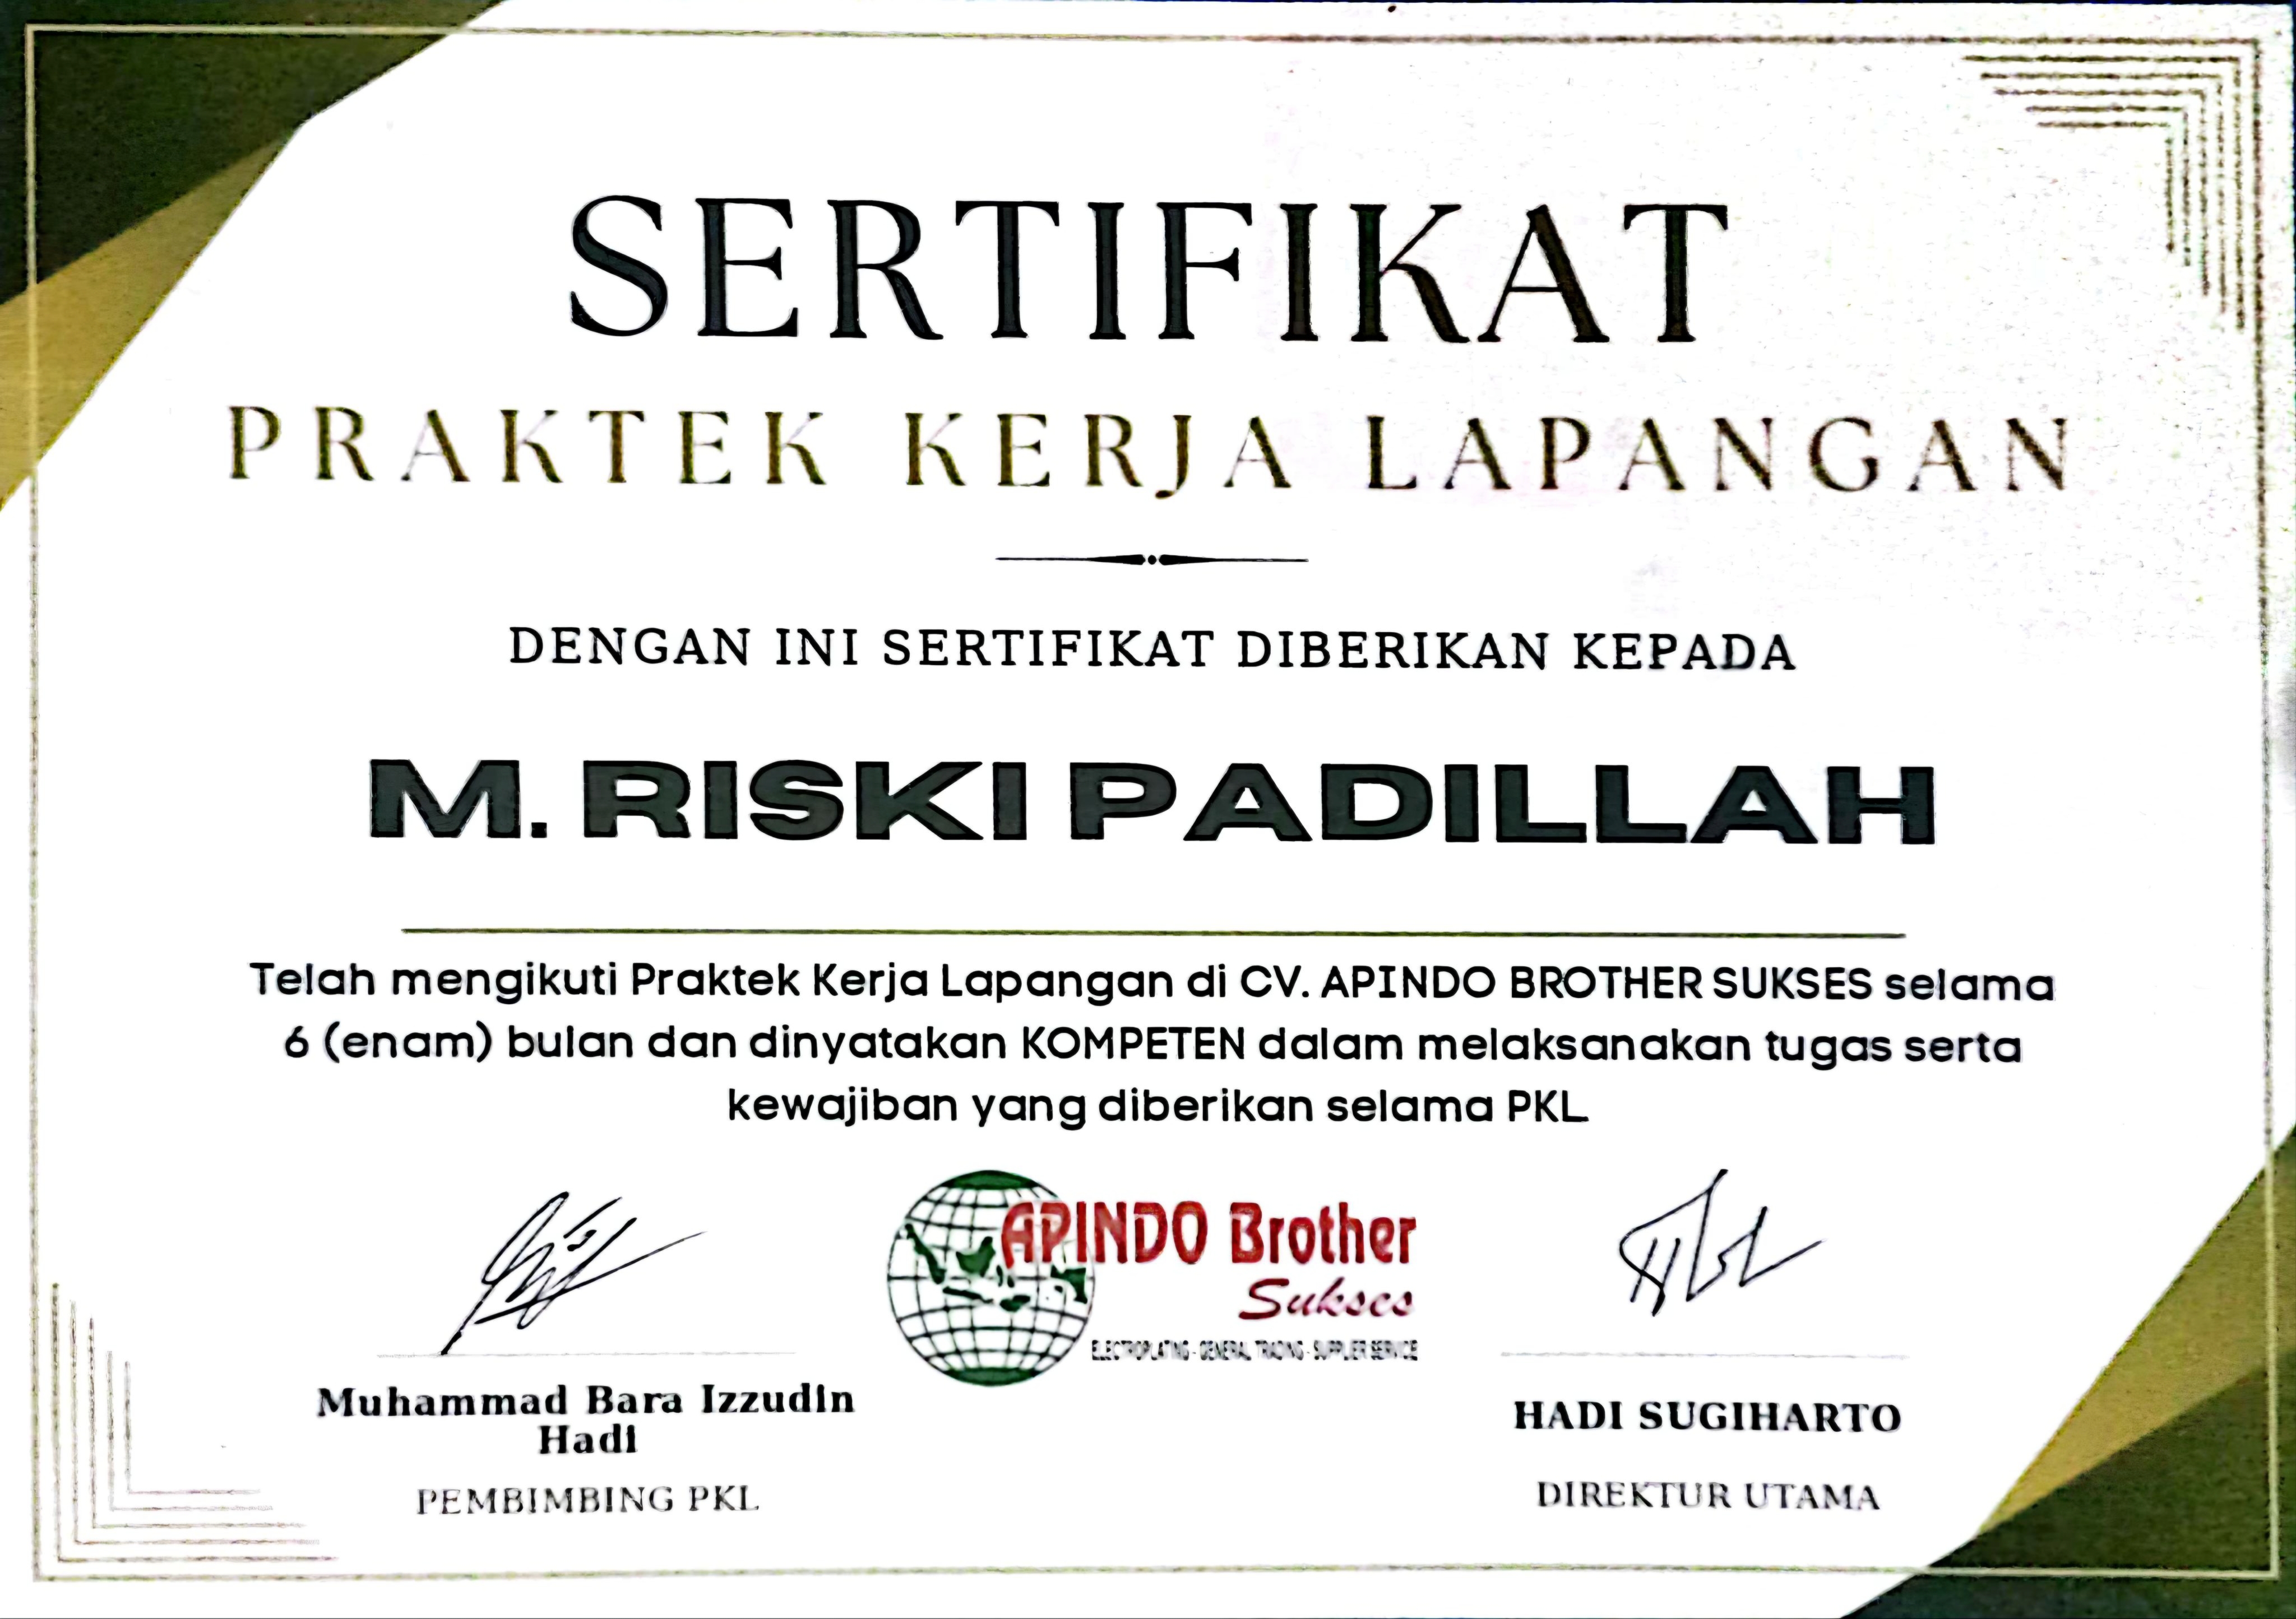 SERTIFIKAT
PRAKTEK KERJA LAPANGAN
DENGAN INI SERTIFIKAT DIBERIKAN KEPADA
M. RISKI PADILLAH
Telah mengikuti Praktek Kerja Lapangan di CV. APINDO BROTHER SUKSES selama
6 (enam) bulan dan dinyatakan KOMPETEN dalam melaksanakan tugas serta
kewajiban yang diberikan selama PKL
APINDO Brother
Sukses
ELECTROPLATING - GENERAL TRADING - SUPPLIER SERVICE
Muhammad Bara Izzudin
Hadi
PEMBIMBING PKL
HADI SUGIHARTO
DIREKTUR UTAMA